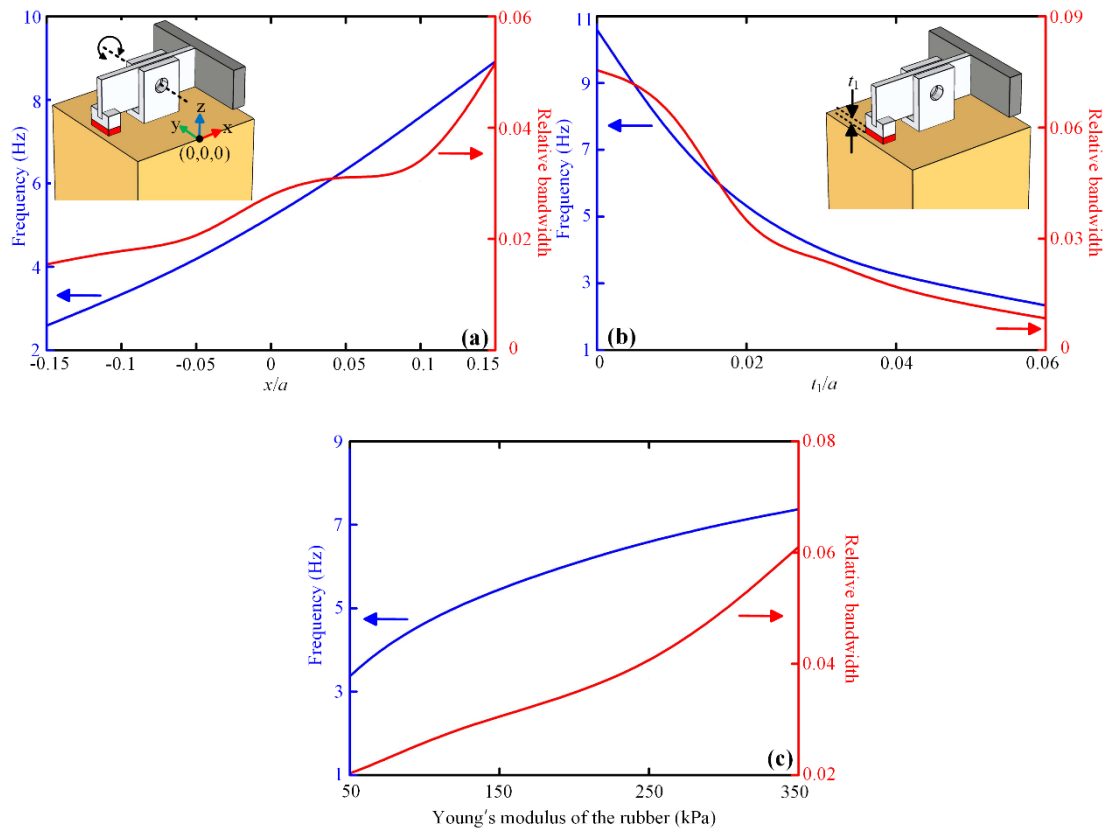 10
8
6
4
2
Frequency (Hz)
z
y
x
(0,0,0)
(a)
-0.15
-0.1
-0.05
0
0.05
0.1
0.15
x/a
0.06
0.04
0.02
0
Relative bandwidth
11
9
7
5
3
1
Frequency (Hz)
t₁
(b)
0
0.02
0.04
0.06
t₁/a
0.09
0.06
0.03
0
Relative bandwidth
9
7
5
3
1
Frequency (Hz)
(c)
50
150
250
350
Young's modulus of the rubber (kPa)
0.08
0.06
0.04
0.02
Relative bandwidth